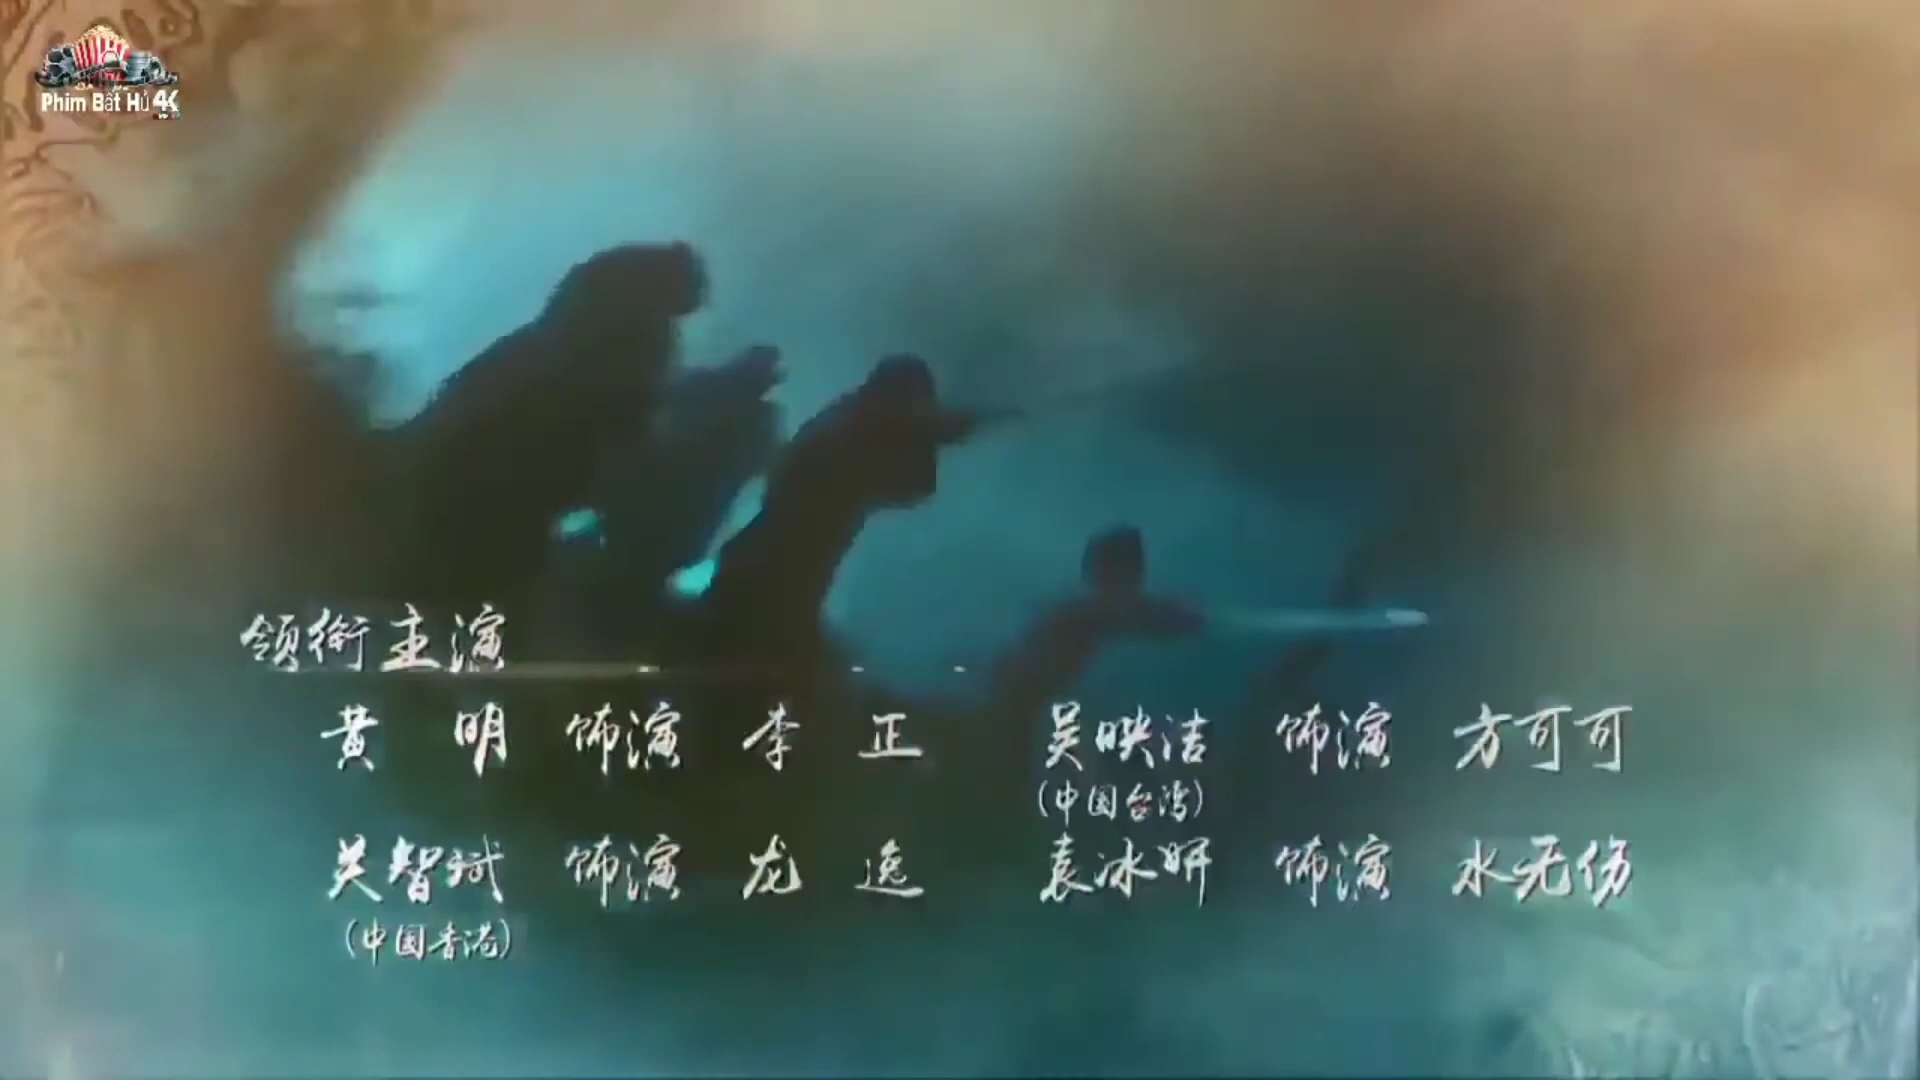 Phim Bất Hủ 4K
领衔主演
黄 明 饰演 李 正 吴映洁 饰演 方可可
(中国台湾)
吴智斌 饰演 龙 逸 袁冰妍 饰演 水无伤
(中国香港)